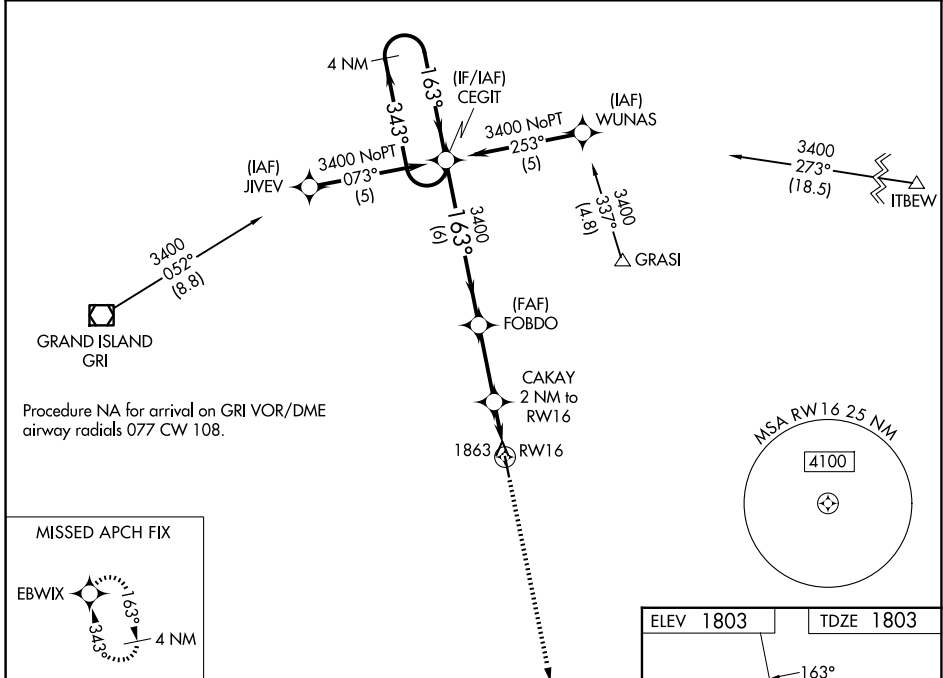 4 NM
163°
343°
(IF/IAF)
CEGIT
(IAF)
WUNAS
3400 NoPT
253°
(5)
3400
273°
(18.5)
ITBEW
(IAF)
JIVEV
3400 NoPT
073°
(5)
3400
337°
(4.8)
GRASI
3400
163°
(6)
3400
052°
(8.8)
GRAND ISLAND
GRI
(FAF)
FOBDO
CAKAY
2 NM to
RW16
Procedure NA for arrival on GRI VOR/DME
airway radials 077 CW 108.
1863
RW16
MSA RW16 25 NM
4100
MISSED APCH FIX
EBWIX
163°
343°
4 NM
ELEV 1803
TDZE 1803
163°